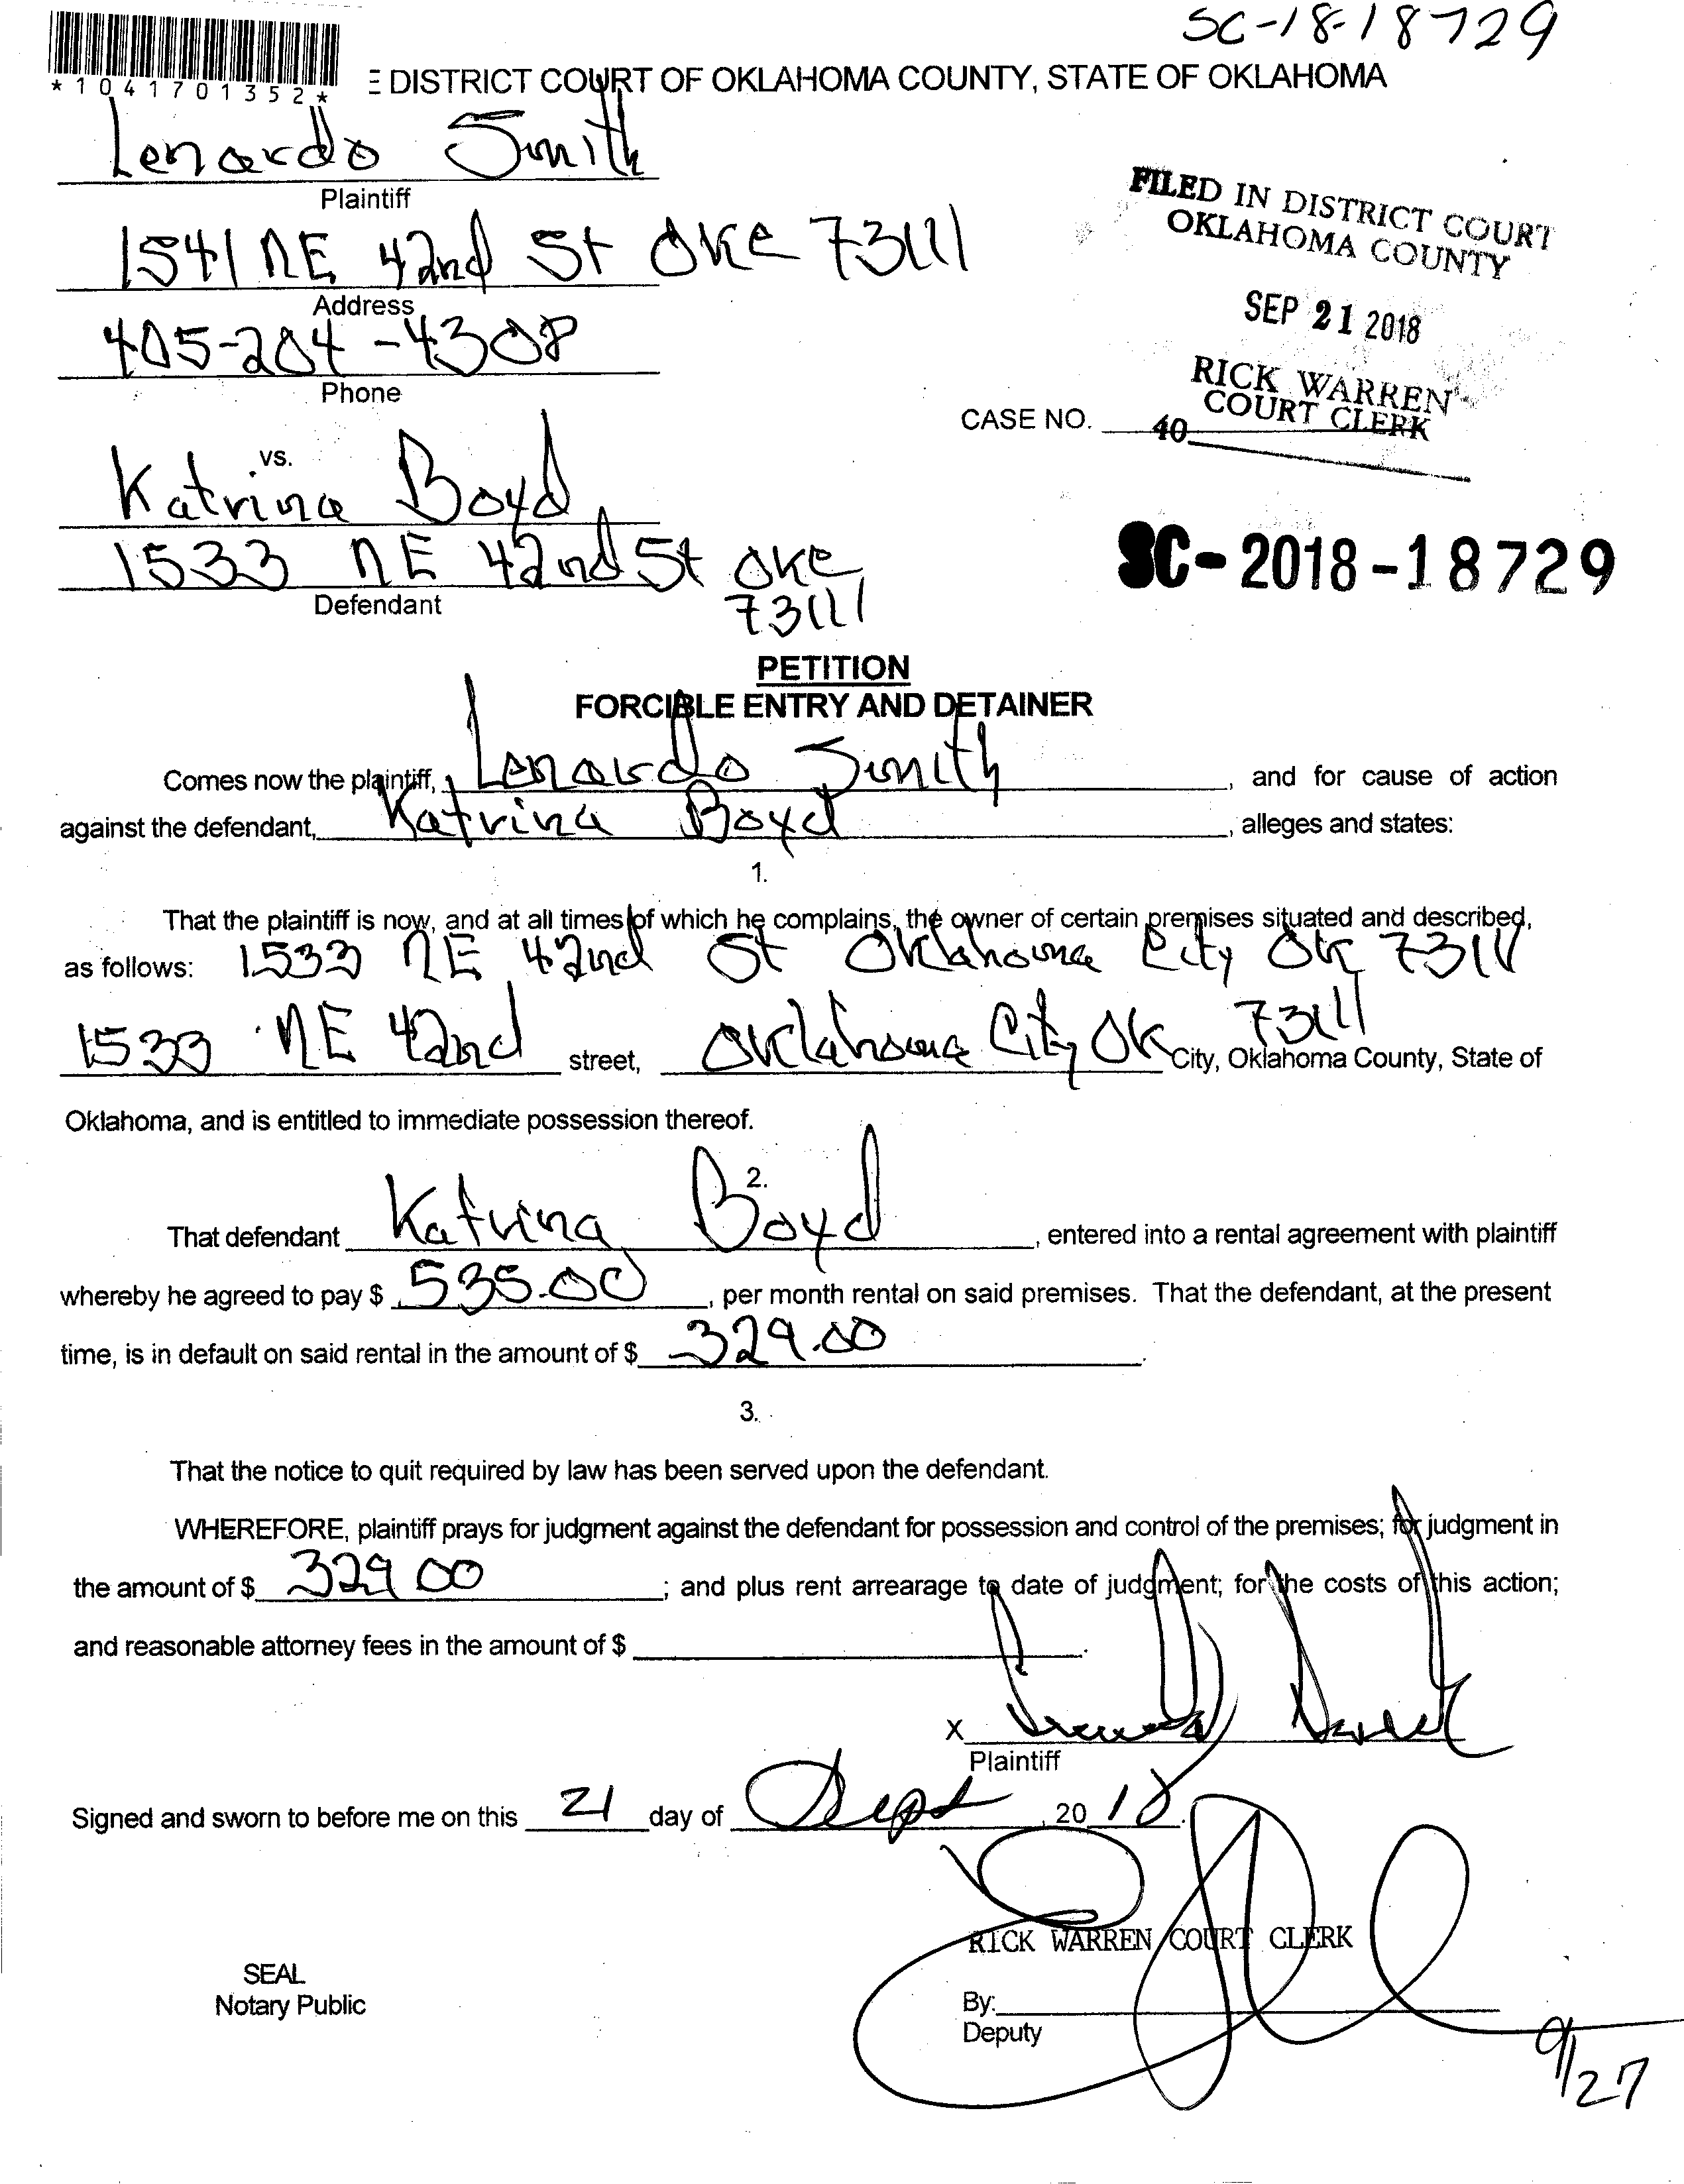 SC-18-18729
*1041701352*
E DISTRICT COURT OF OKLAHOMA COUNTY, STATE OF OKLAHOMA
Lenardo Smith
Plaintiff
1541 NE 42nd St OKC 73111
Address
405-204-4308
Phone
FILED IN DISTRICT COURT
OKLAHOMA COUNTY
SEP 21 2018
RICK WARREN
COURT CLERK
CASE NO. 40
vs.
Katrina Boyd
1533 NE 42nd St OKC
73111
Defendant
SC-2018-18729
PETITION
FORCIBLE ENTRY AND DETAINER
Comes now the plaintiff, Lenardo Smith, and for cause of action
against the defendant, Katrina Boyd, alleges and states:
1.
That the plaintiff is now, and at all times of which he complains, the owner of certain premises situated and described,
as follows: 1533 NE 42nd St Oklahoma City OK 73111
1533 NE 42nd street, Oklahoma City OK 73111 City, Oklahoma County, State of
Oklahoma, and is entitled to immediate possession thereof.
2.
That defendant Katrina Boyd, entered into a rental agreement with plaintiff
whereby he agreed to pay $ 535.00, per month rental on said premises. That the defendant, at the present
time, is in default on said rental in the amount of $ 329.00.
3.
That the notice to quit required by law has been served upon the defendant.
WHEREFORE, plaintiff prays for judgment against the defendant for possession and control of the premises; for judgment in
the amount of $ 329 00; and plus rent arrearage to date of judgment; for the costs of this action;
and reasonable attorney fees in the amount of $.
X
Plaintiff
Signed and sworn to before me on this 21 day of Sept, 2018.
RICK WARREN COURT CLERK
SEAL
Notary Public
By:
Deputy
9/27